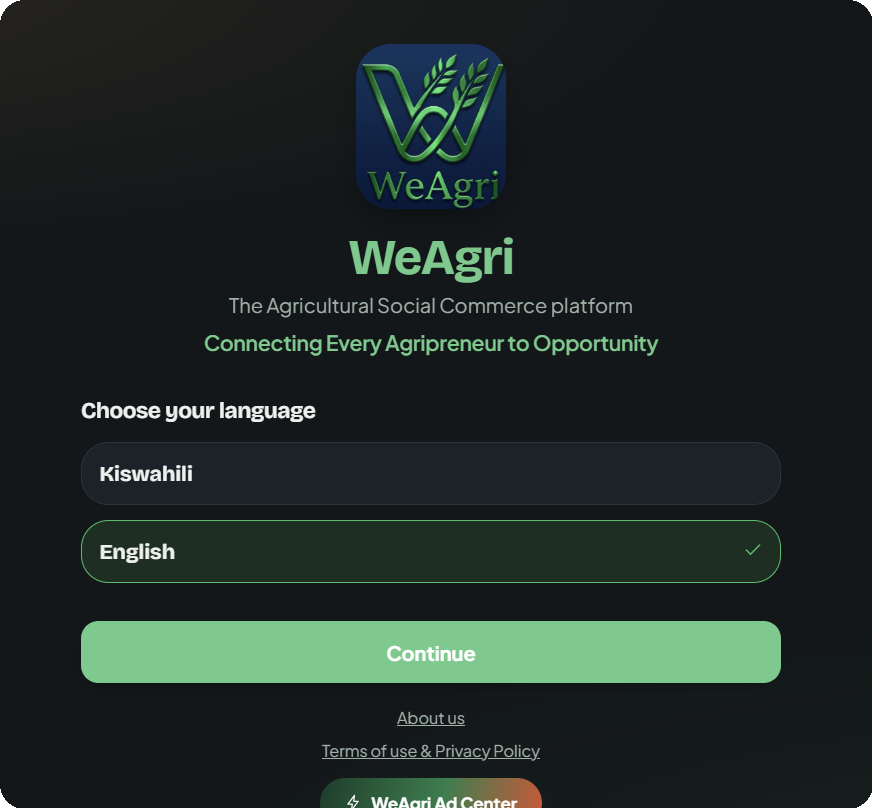 WeAgri
WeAgri
The Agricultural Social Commerce platform
Connecting Every Agripreneur to Opportunity
Choose your language
Kiswahili
English
Continue
About us
Terms of use & Privacy Policy
WeAgri Ad Center